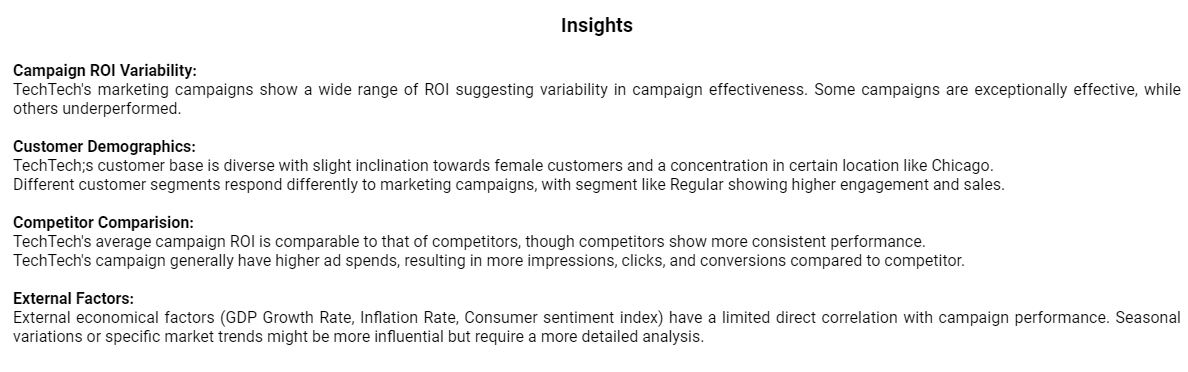 Insights
Campaign ROI Variability:
TechTech's marketing campaigns show a wide range of ROI suggesting variability in campaign effectiveness. Some campaigns are exceptionally effective, while
others underperformed.
Customer Demographics:
TechTech;s customer base is diverse with slight inclination towards female customers and a concentration in certain location like Chicago.
Different customer segments respond differently to marketing campaigns, with segment like Regular showing higher engagement and sales.
Competitor Comparision:
TechTech's average campaign ROI is comparable to that of competitors, though competitors show more consistent performance.
TechTech's campaign generally have higher ad spends, resulting in more impressions, clicks, and conversions compared to competitor.
External Factors:
External economical factors (GDP Growth Rate, Inflation Rate, Consumer sentiment index) have a limited direct correlation with campaign performance. Seasonal
variations or specific market trends might be more influential but require a more detailed analysis.